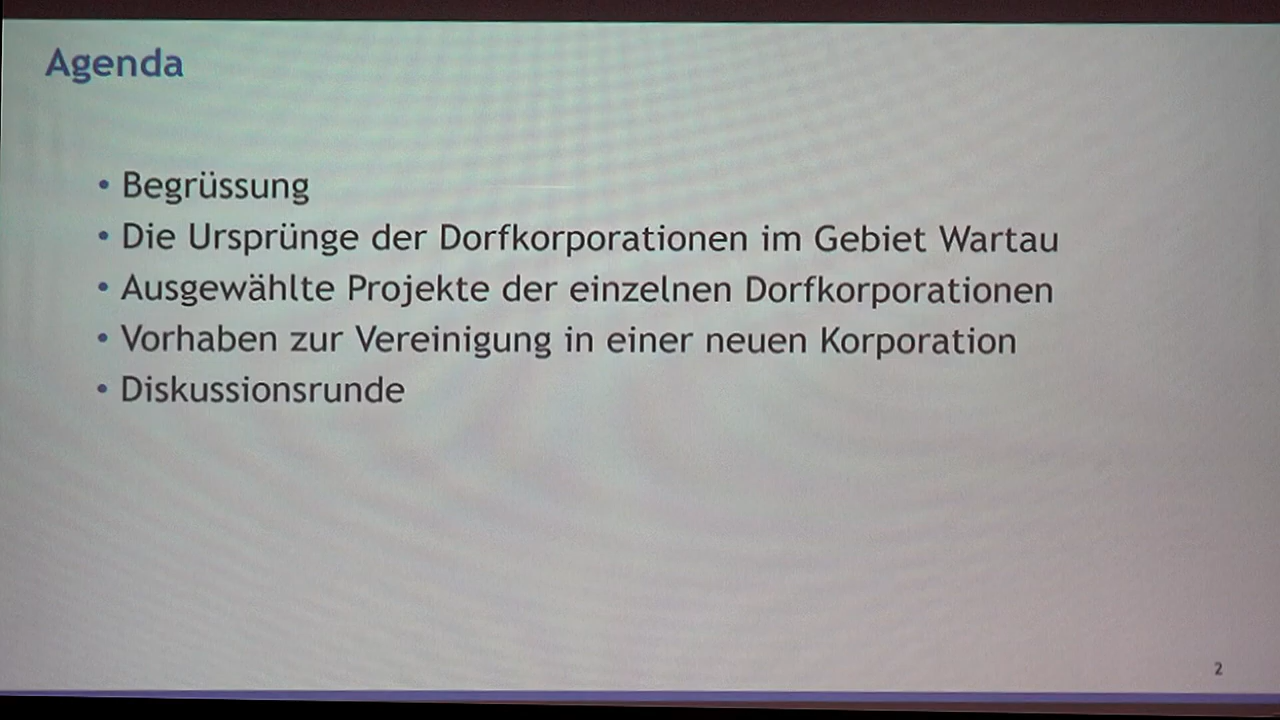 Agenda
• Begrüssung
• Die Ursprünge der Dorfkorporationen im Gebiet Wartau
• Ausgewählte Projekte der einzelnen Dorfkorporationen
• Vorhaben zur Vereinigung in einer neuen Korporation
• Diskussionsrunde
2